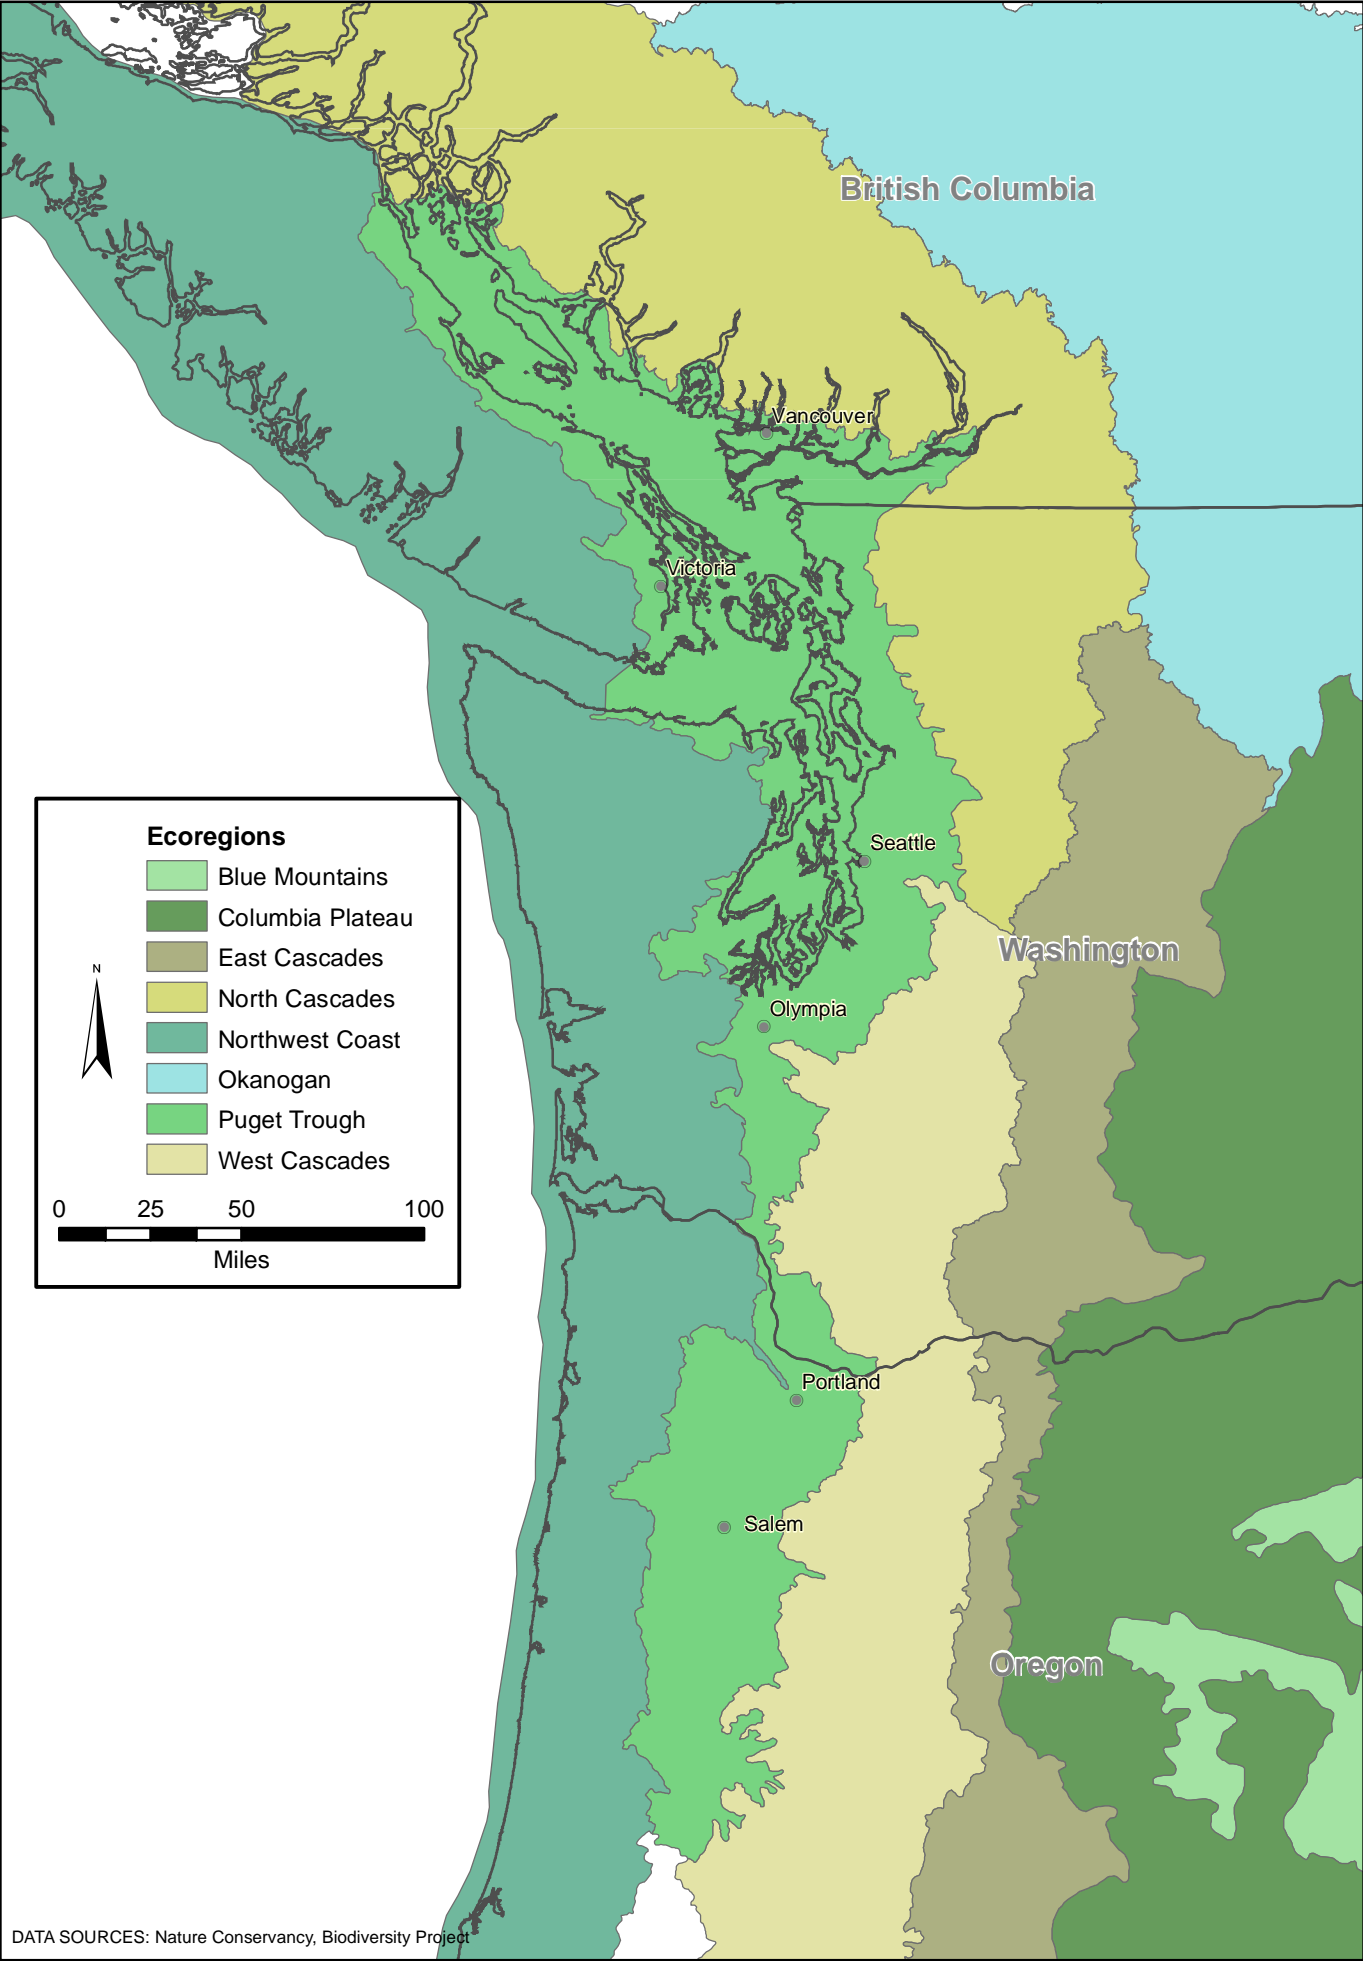 British Columbia
Vancouver
Victoria
Seattle
Washington
Olympia
Portland
Salem
Oregon
Ecoregions
Blue Mountains
Columbia Plateau
East Cascades
North Cascades
Northwest Coast
Okanogan
Puget Trough
West Cascades
N
0 25 50 100
Miles
DATA SOURCES: Nature Conservancy, Biodiversity Project